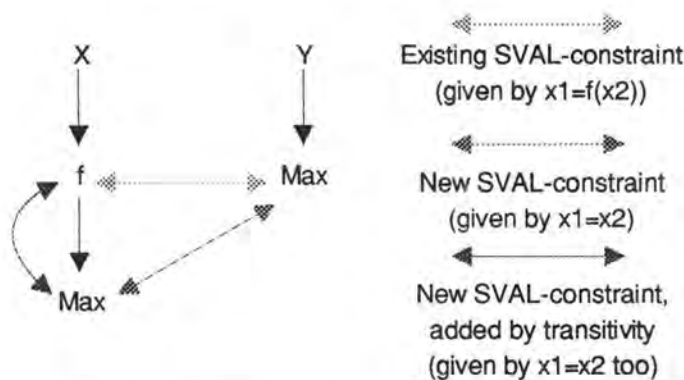 X
Y
f
Max
Max
Existing SVAL-constraint
(given by x1=f(x2))
New SVAL-constraint
(given by x1=x2)
New SVAL-constraint,
added by transitivity
(given by x1=x2 too)